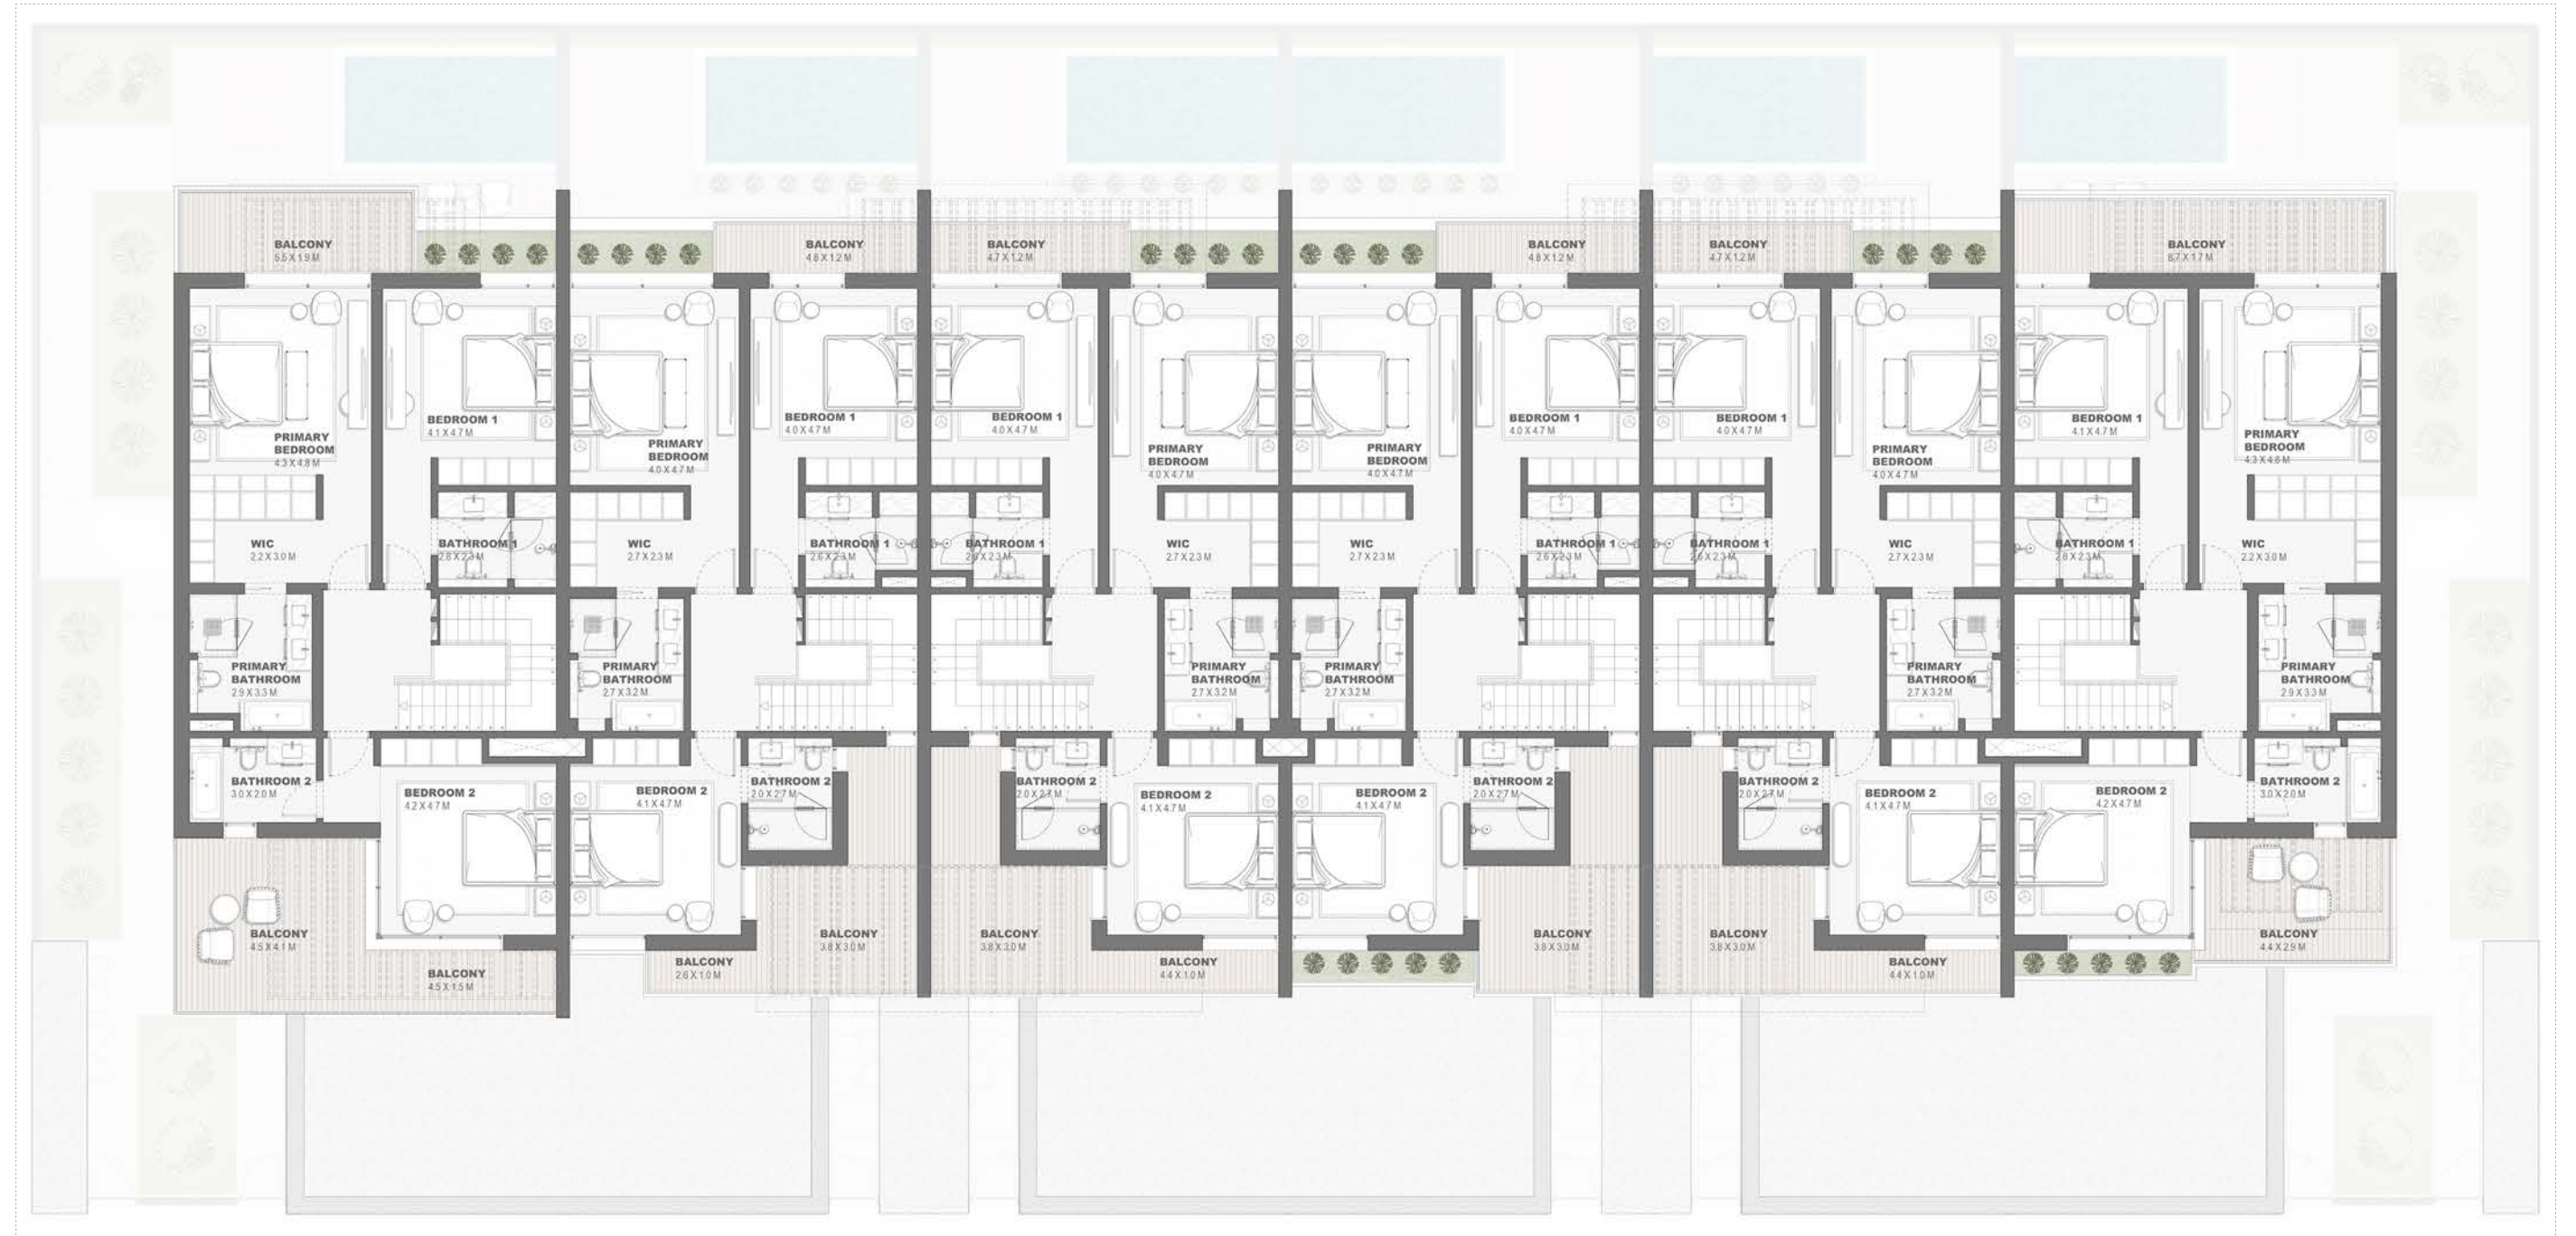 BALCONY
5.5 X 1.9 M
BALCONY
4.8 X 1.2 M
BALCONY
4.7 X 1.2 M
BALCONY
4.8 X 1.2 M
BALCONY
4.7 X 1.2 M
BALCONY
8.7 X 1.7 M
PRIMARY
BEDROOM
4.3 X 4.8 M
BEDROOM 1
4.1 X 4.7 M
PRIMARY
BEDROOM
4.0 X 4.7 M
BEDROOM 1
4.0 X 4.7 M
BEDROOM 1
4.0 X 4.7 M
PRIMARY
BEDROOM
4.0 X 4.7 M
PRIMARY
BEDROOM
4.0 X 4.7 M
BEDROOM 1
4.0 X 4.7 M
BEDROOM 1
4.0 X 4.7 M
PRIMARY
BEDROOM
4.0 X 4.7 M
BEDROOM 1
4.1 X 4.7 M
PRIMARY
BEDROOM
4.3 X 4.8 M
WIC
2.2 X 3.0 M
BATHROOM 1
2.8 X 2.3 M
WIC
2.7 X 2.3 M
BATHROOM 1
2.6 X 2.3 M
BATHROOM 1
2.6 X 2.3 M
WIC
2.7 X 2.3 M
WIC
2.7 X 2.3 M
BATHROOM 1
2.6 X 2.3 M
BATHROOM 1
2.6 X 2.3 M
WIC
2.7 X 2.3 M
BATHROOM 1
2.8 X 2.3 M
WIC
2.2 X 3.0 M
PRIMARY
BATHROOM
2.9 X 3.3 M
PRIMARY
BATHROOM
2.7 X 3.2 M
PRIMARY
BATHROOM
2.7 X 3.2 M
PRIMARY
BATHROOM
2.7 X 3.2 M
PRIMARY
BATHROOM
2.7 X 3.2 M
PRIMARY
BATHROOM
2.9 X 3.3 M
BATHROOM 2
3.0 X 2.0 M
BEDROOM 2
4.2 X 4.7 M
BEDROOM 2
4.1 X 4.7 M
BATHROOM 2
2.0 X 2.7 M
BATHROOM 2
2.0 X 2.7 M
BEDROOM 2
4.1 X 4.7 M
BEDROOM 2
4.1 X 4.7 M
BATHROOM 2
2.0 X 2.7 M
BATHROOM 2
2.0 X 2.7 M
BEDROOM 2
4.1 X 4.7 M
BEDROOM 2
4.2 X 4.7 M
BATHROOM 2
3.0 X 2.0 M
BALCONY
4.5 X 4.1 M
BALCONY
4.5 X 1.5 M
BALCONY
2.6 X 1.0 M
BALCONY
3.8 X 3.0 M
BALCONY
3.8 X 3.0 M
BALCONY
4.4 X 1.0 M
BALCONY
3.8 X 3.0 M
BALCONY
3.8 X 3.0 M
BALCONY
4.4 X 1.0 M
BALCONY
4.4 X 2.9 M